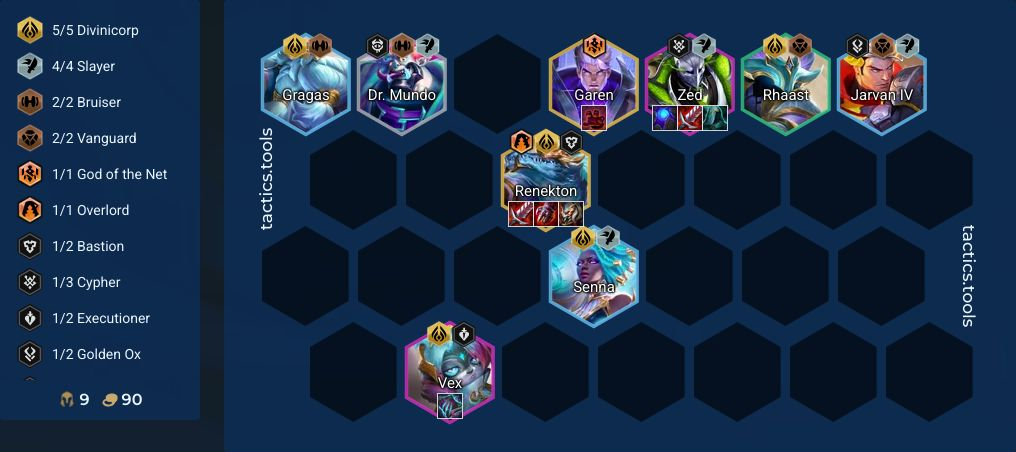 5/5 Divinicorp
4/4 Slayer
2/2 Bruiser
2/2 Vanguard
1/1 God of the Net
1/1 Overlord
1/2 Bastion
1/3 Cypher
1/2 Executioner
1/2 Golden Ox
9 90
tactics.tools
Gragas
Dr. Mundo
Garen
Zed
Rhaast
Jarvan IV
Renekton
Senna
Vex
tactics.tools